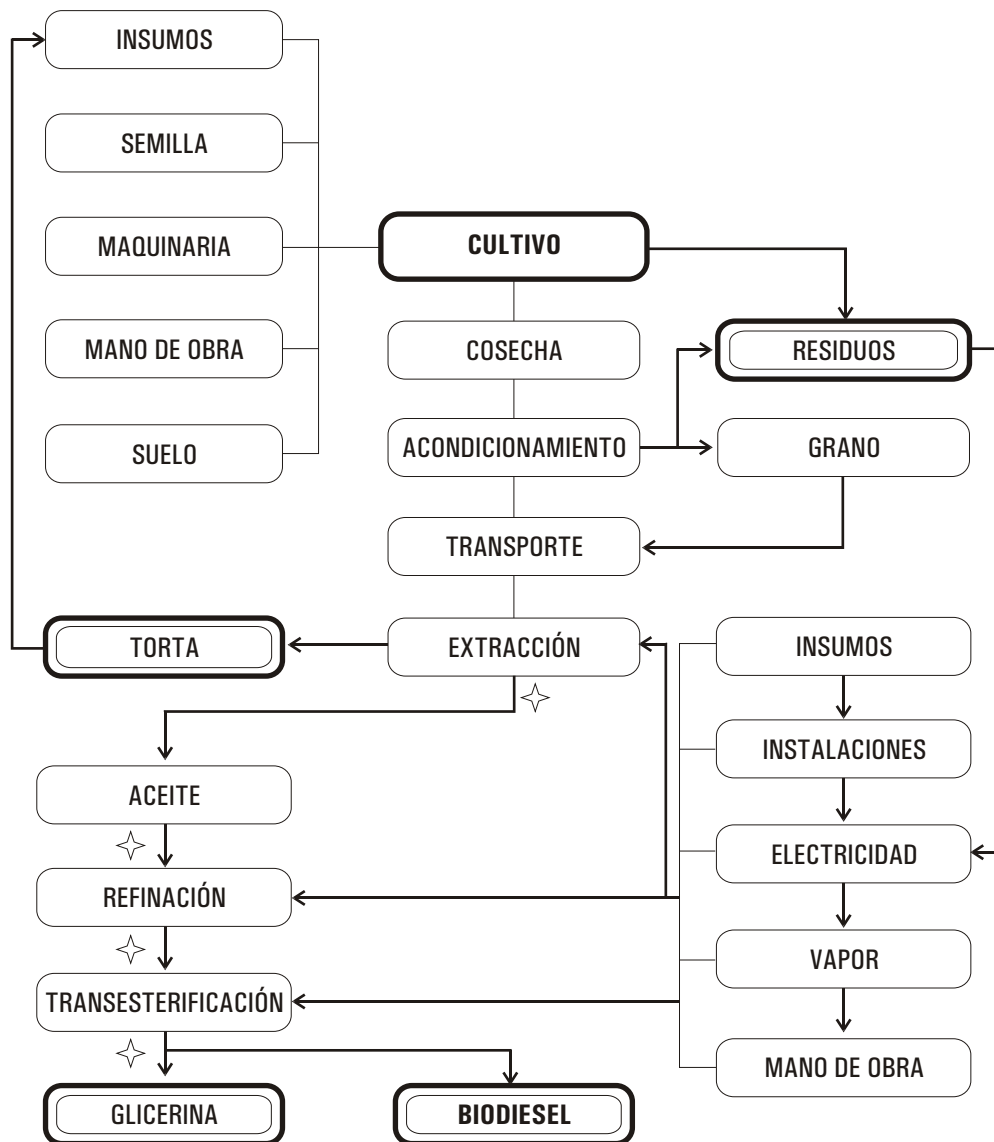 INSUMOS
SEMILLA
MAQUINARIA
CULTIVO
MANO DE OBRA
COSECHA
RESIDUOS
SUELO
ACONDICIONAMIENTO
GRANO
TRANSPORTE
TORTA
EXTRACCIÓN
INSUMOS
ACEITE
INSTALACIONES
REFINACIÓN
ELECTRICIDAD
VAPOR
TRANSESTERIFICACIÓN
MANO DE OBRA
GLICERINA
BIODIESEL